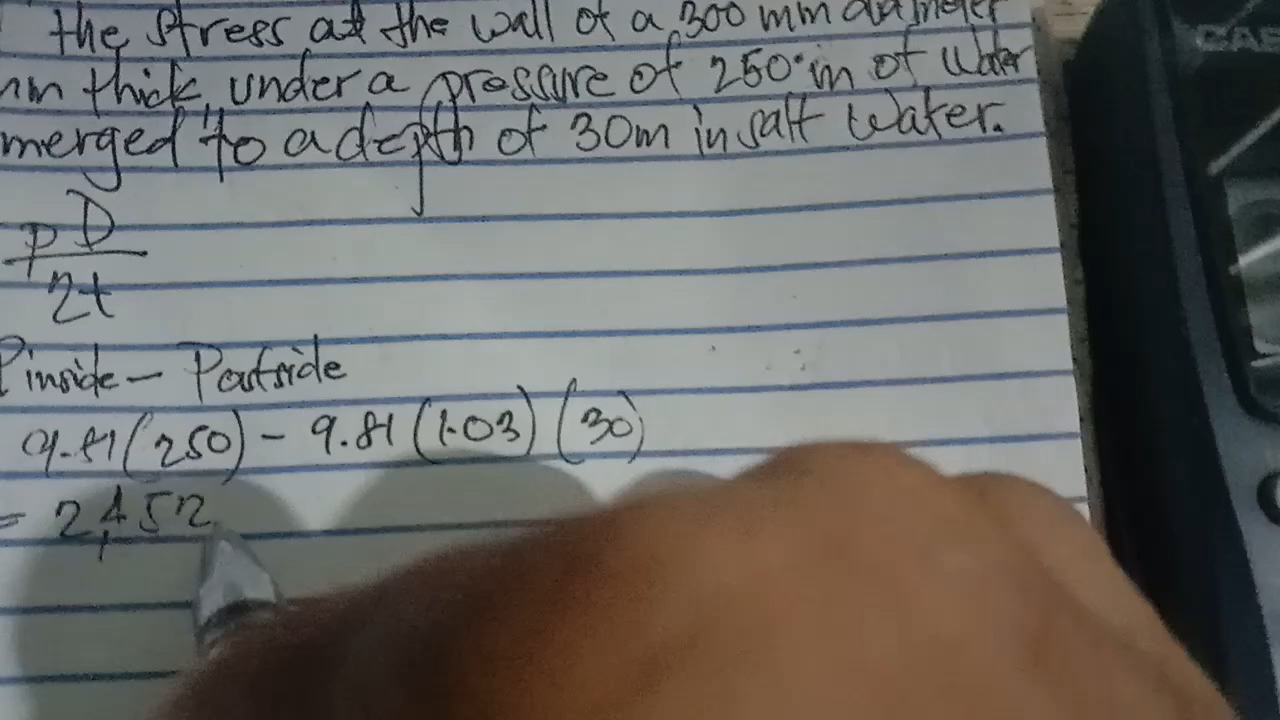 the stress at the wall of a 300 mm diameter
mm thick, under a pressure of 250 m of water
merged to a depth of 30m in salt water.
PD
2t
Pinside - Poutside
9.81(250) - 9.81 (1.03) (30)
= 2,452